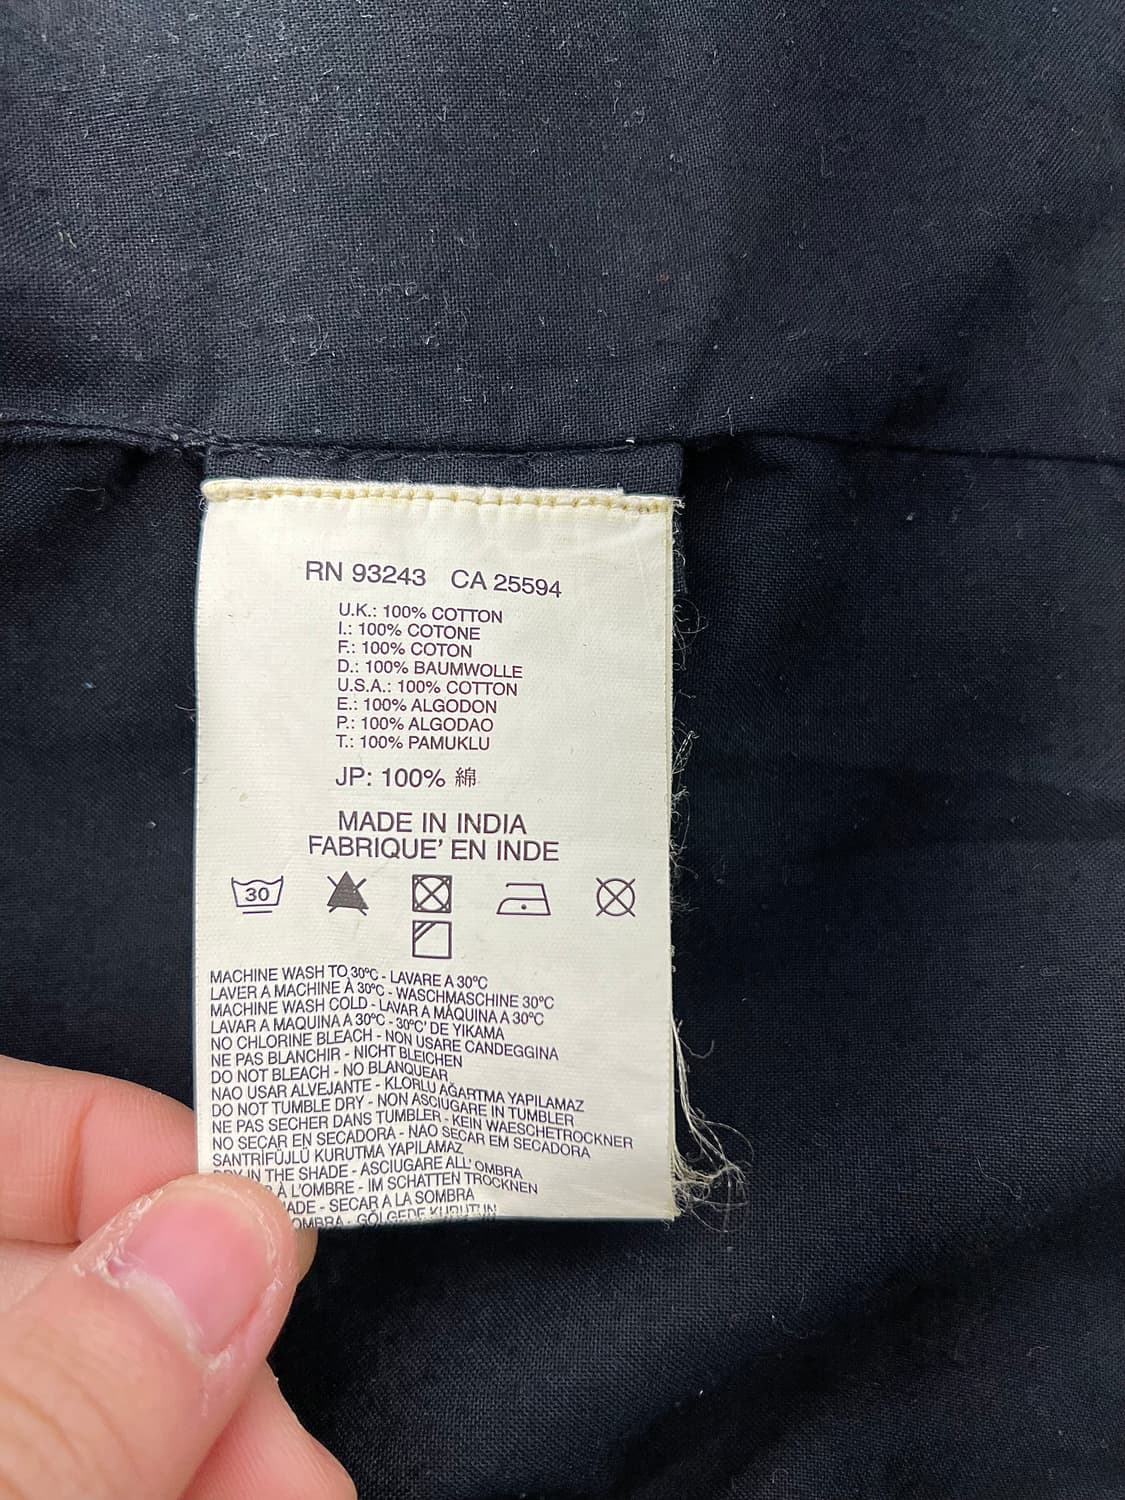 RN 93243 CA 25594
U.K.: 100% COTTON
I.: 100% COTONE
F.: 100% COTON
D.: 100% BAUMWOLLE
U.S.A.: 100% COTTON
E.: 100% ALGODON
P.: 100% ALGODAO
T.: 100% PAMUKLU
JP: 100% 綿
MADE IN INDIA
FABRIQUE' EN INDE
30
MACHINE WASH TO 30°C - LAVARE A 30°C
LAVER A MACHINE À 30°C - WASCHMASCHINE 30°C
MACHINE WASH COLD - LAVAR A MÁQUINA A 30°C
LAVAR A MAQUINA A 30°C - 30°C' DE YIKAMA
NO CHLORINE BLEACH - NON USARE CANDEGGINA
NE PAS BLANCHIR - NICHT BLEICHEN
DO NOT BLEACH - NO BLANQUEAR
NAO USAR ALVEJANTE - KLORLU AĞARTMA YAPILAMAZ
DO NOT TUMBLE DRY - NON ASCIUGARE IN TUMBLER
NE PAS SECHER DANS TUMBLER - KEIN WAESCHETROCKNER
NO SECAR EN SECADORA - NAO SECAR EM SECADORA
SANTRIFÜJLÜ KURUTMA YAPILAMAZ
DRY IN THE SHADE - ASCIUGARE ALL' OMBRA
À L'OMBRE - IM SCHATTEN TROCKNEN
- SECAR A LA SOMBRA
OMBRA - GÖLGEDE KURUTUN